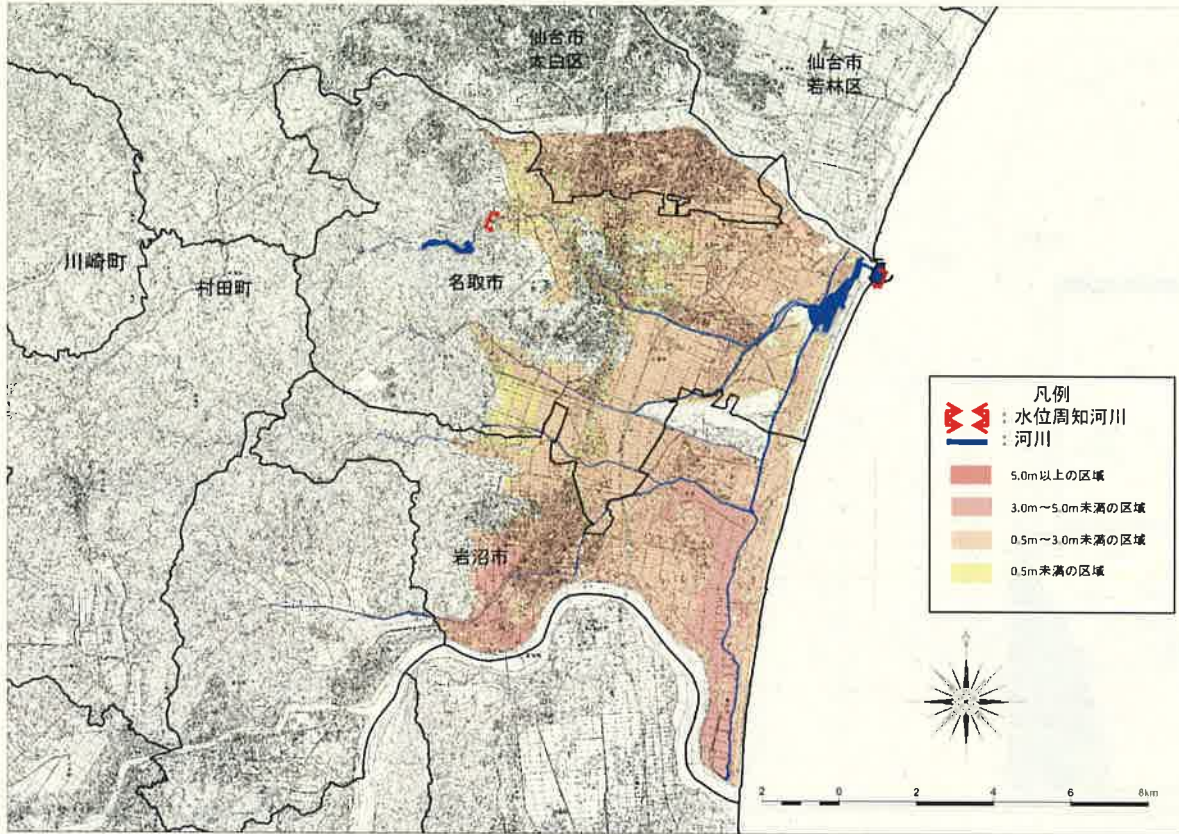 仙台市
太白区
仙台市
若林区
川崎町
村田町
名取市
岩沼市
凡例
：水位周知河川
：河川
5.0m以上の区域
3.0m～5.0m未満の区域
0.5m～3.0m未満の区域
0.5m未満の区域
2 0 2 4 6 8km